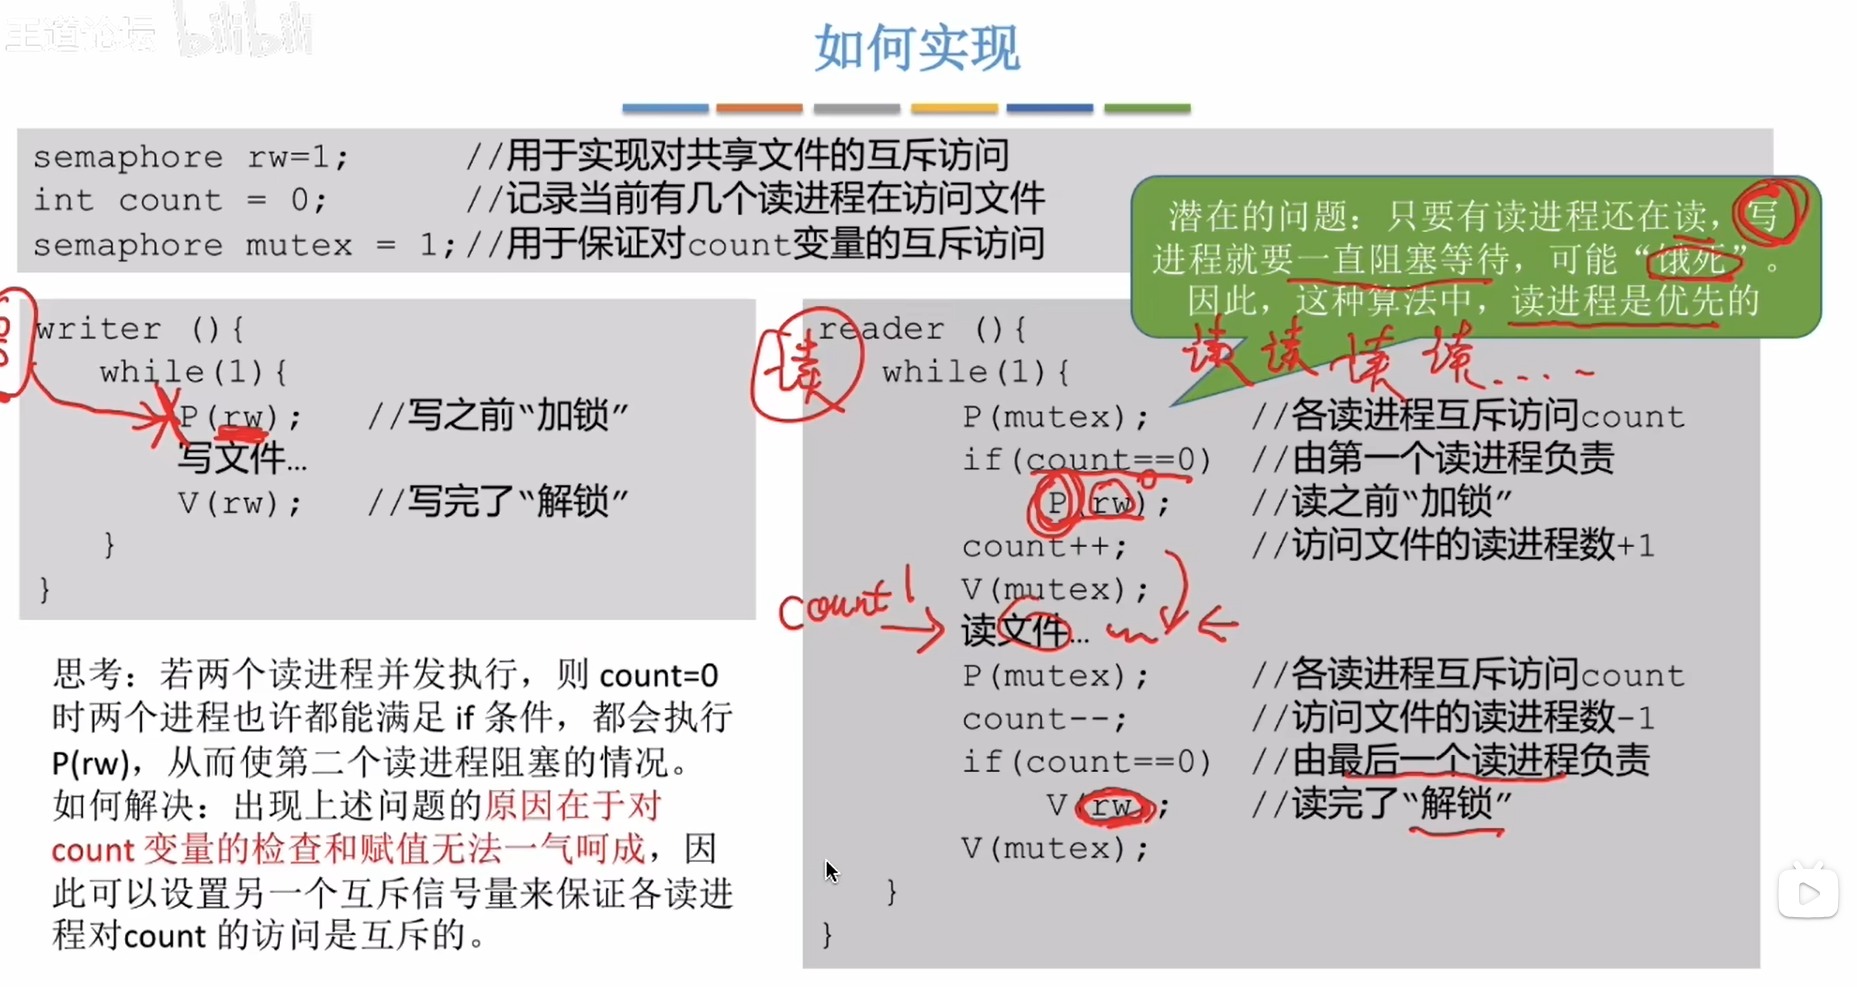 王道论坛 bilibili
如何实现
semaphore rw=1; //用于实现对共享文件的互斥访问
int count = 0; //记录当前有几个读进程在访问文件
semaphore mutex = 1;//用于保证对count变量的互斥访问
潜在的问题：只要有读进程还在读，写
进程就要一直阻塞等待，可能“饿死”。
因此，这种算法中，读进程是优先的
writer (){
while(1){
P(rw); //写之前“加锁”
写文件…
V(rw); //写完了“解锁”
}
}
读
读 读 读 读....
reader (){
while(1){
P(mutex); //各读进程互斥访问count
if(count==0) //由第一个读进程负责
P(rw); //读之前“加锁”
count++; //访问文件的读进程数+1
V(mutex);
count 1
读文件…
P(mutex); //各读进程互斥访问count
count--; //访问文件的读进程数-1
if(count==0) //由最后一个读进程负责
V(rw); //读完了“解锁”
V(mutex);
}
}
思考：若两个读进程并发执行，则 count=0
时两个进程也许都能满足 if 条件，都会执行
P(rw)，从而使第二个读进程阻塞的情况。
如何解决：出现上述问题的原因在于对
count 变量的检查和赋值无法一气呵成，因
此可以设置另一个互斥信号量来保证各读进
程对count 的访问是互斥的。